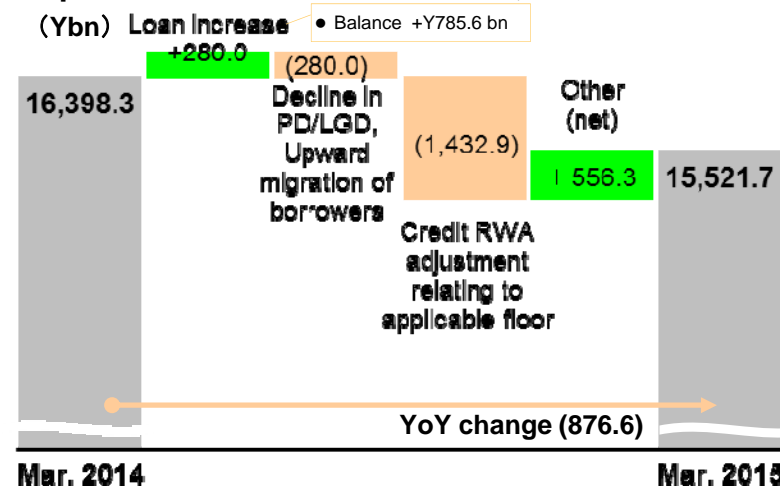 （Ybn）
Loan Increase
+280.0
● Balance +Y785.6 bn
16,398.3
(280.0)
Decline in
PD/LGD,
Upward
migration of
borrowers
(1,432.9)
Credit RWA
adjustment
relating to
applicable floor
Other
(net)
556.3
15,521.7
YoY change (876.6)
Mar. 2014
Mar. 2015